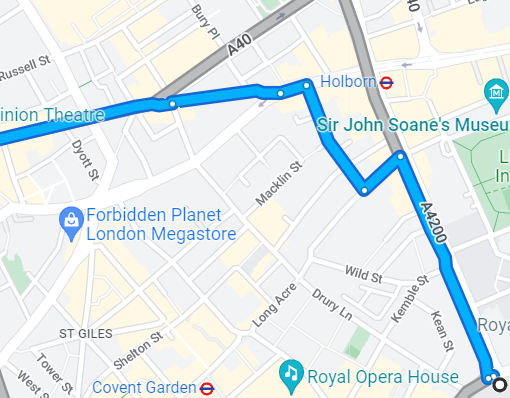 Bury Pl
A40
A40
Russell St
Holborn
inion Theatre
Sir John Soane's Museu
Dyott St
Macklin St
L
In
Forbidden Planet
London Megastore
A4200
Wild St
Kemble St
Long Acre
Drury Ln
Kean St
Roya
ST GILES
Shelton St
Tower St
West S
Royal Opera House
Covent Garden